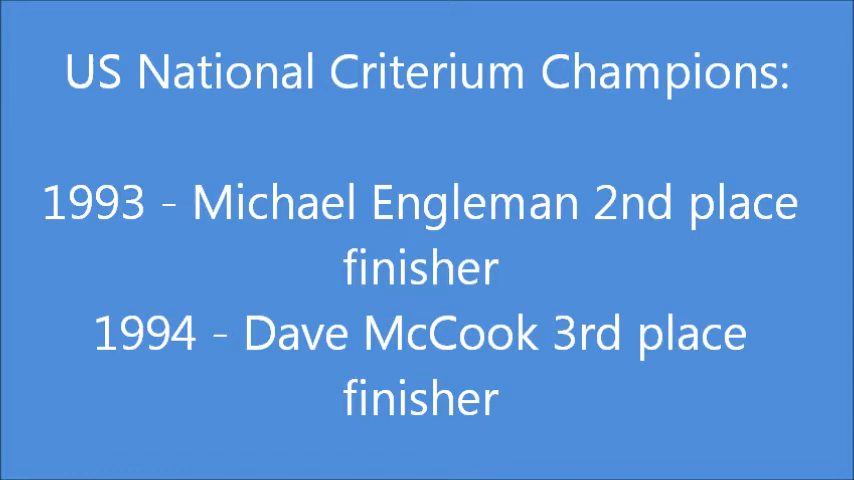 US National Criterium Champions:
1993 - Michael Engleman 2nd place
finisher
1994 - Dave McCook 3rd place
finisher